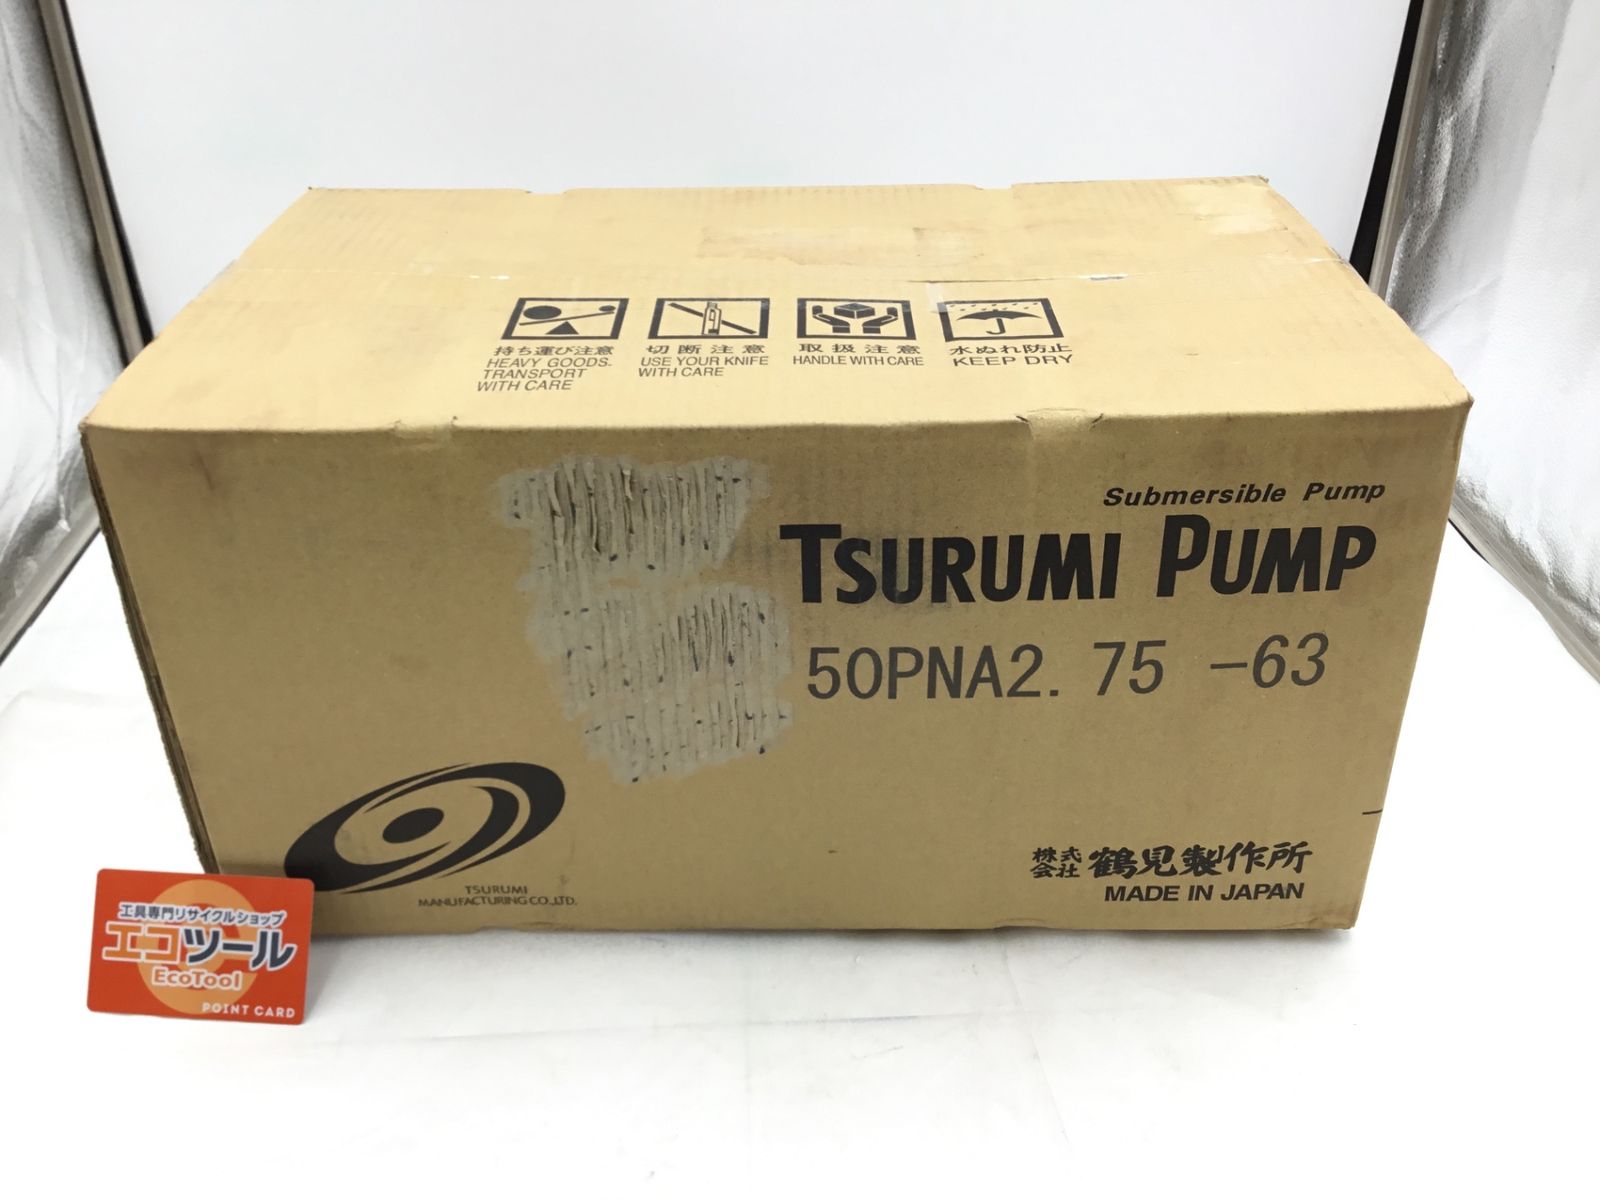 持ち運び注意
HEAVY GOODS.
TRANSPORT
WITH CARE
切断注意
USE YOUR KNIFE
WITH CARE
取扱注意
HANDLE WITH CARE
水ぬれ防止
KEEP DRY
Submersible Pump
TSURUMI PUMP
50PNA2. 75 -63
TSURUMI
MANUFACTURING CO.,LTD.
株式会社 鶴見製作所
MADE IN JAPAN
工具専門リサイクルショップ
エコツール
EcoTool
POINT CARD